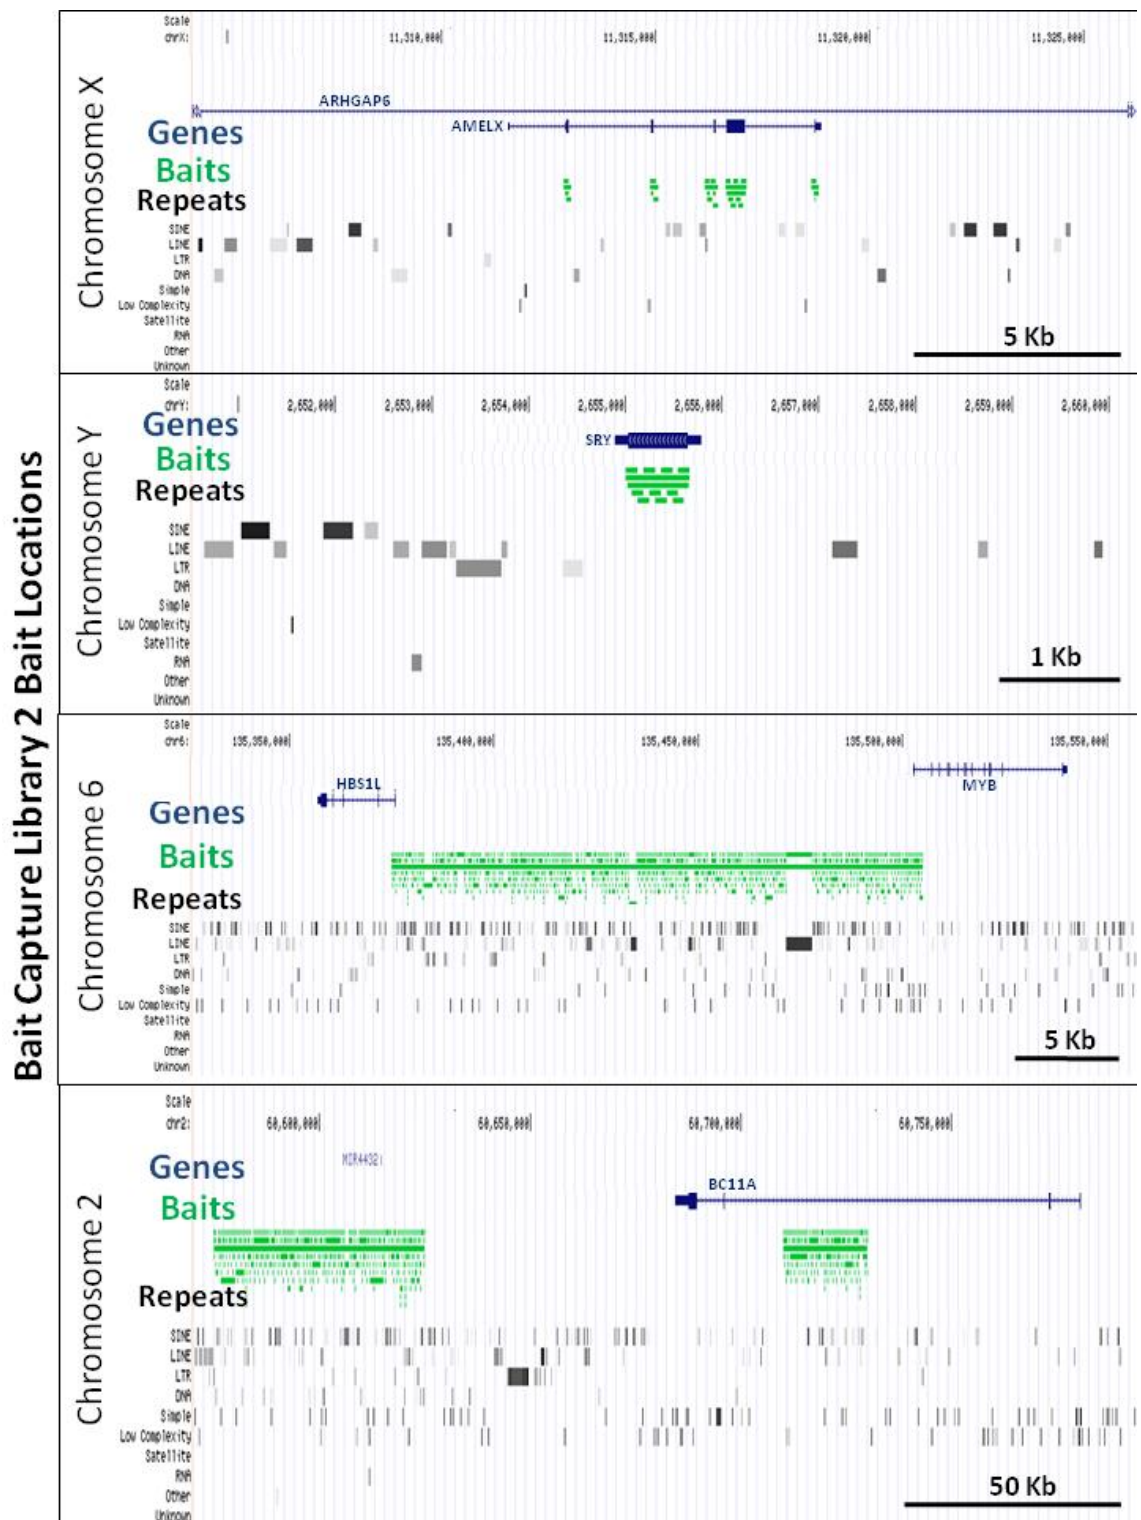 Bait Capture Library 2 Bait Locations
Chromosome X
Scale
chrX:
11,310,000|
11,315,000|
11,320,000|
11,325,000|
ARHGAP6
AMELX
Genes
Baits
Repeats
SINE
LINE
LTR
DNA
Simple
Low Complexity
Satellite
RNA
Other
Unknown
5 Kb
Chromosome Y
Scale
chrY:
2,652,000|
2,653,000|
2,654,000|
2,655,000|
2,656,000|
2,657,000|
2,658,000|
2,659,000|
2,660,000|
Genes
SRY
Baits
Repeats
SINE
LINE
LTR
DNA
Simple
Low Complexity
Satellite
RNA
Other
Unknown
1 Kb
Chromosome 6
Scale
chr6:
135,350,000|
135,400,000|
135,450,000|
135,500,000|
135,550,000|
HBS1L
MYB
Genes
Baits
Repeats
SINE
LINE
LTR
DNA
Simple
Low Complexity
Satellite
RNA
Other
Unknown
5 Kb
Chromosome 2
Scale
chr2:
60,600,000|
60,650,000|
60,700,000|
60,750,000|
MIR4432
Genes
BC11A
Baits
Repeats
SINE
LINE
LTR
DNA
Simple
Low Complexity
Satellite
RNA
Other
Unknown
50 Kb